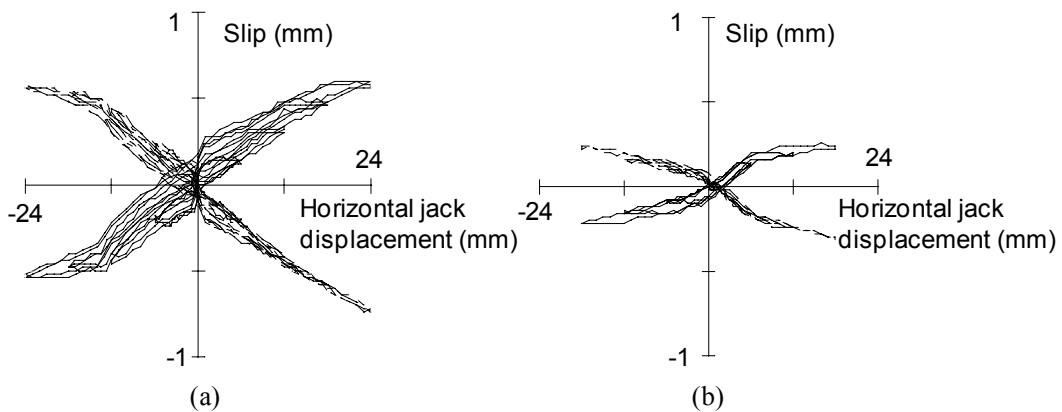 1
Slip (mm)
24
-24
Horizontal jack
displacement (mm)
-1
(a)
1
Slip (mm)
24
-24
Horizontal jack
displacement (mm)
-1
(b)